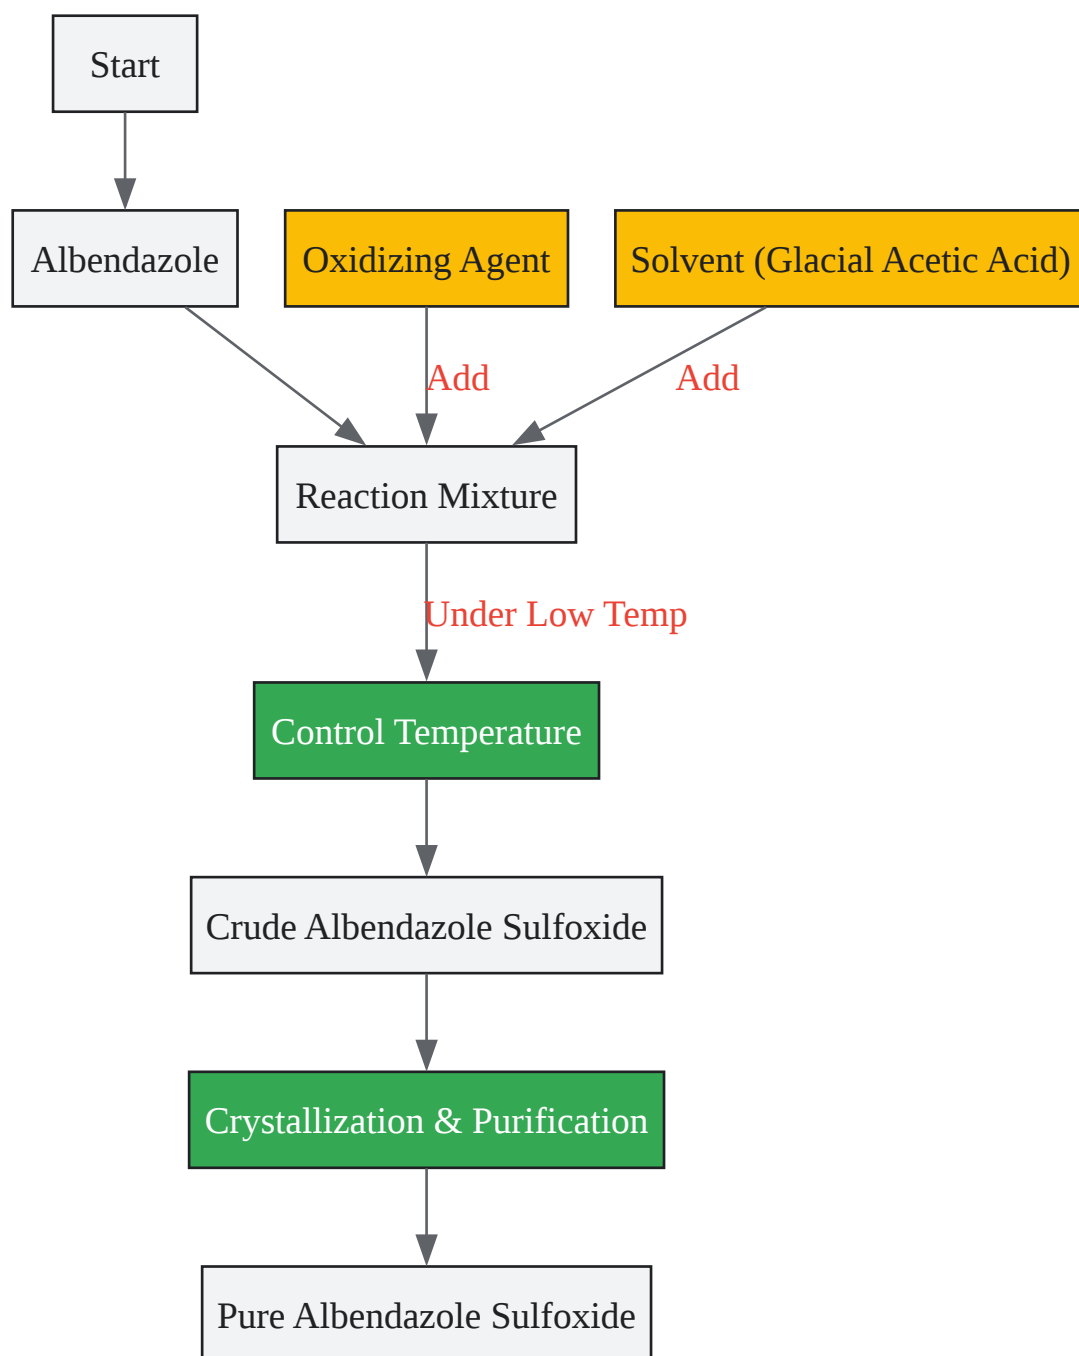 Start
Albendazole
Oxidizing Agent
Solvent (Glacial Acetic Acid)
Add
Add
Reaction Mixture
Under Low Temp
Control Temperature
Crude Albendazole Sulfoxide
Crystallization & Purification
Pure Albendazole Sulfoxide